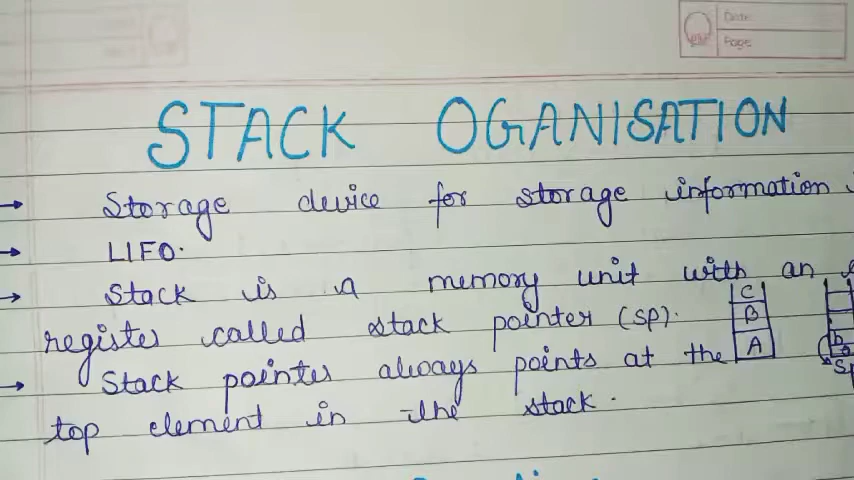 Date
Page
STACK OGANISATION
→ Storage device for storage information
→ LIFO.
→ Stack is a memory unit with an
register called stack pointer (SP).
C
B
A
→ Stack pointer always points at the
top element in the stack.